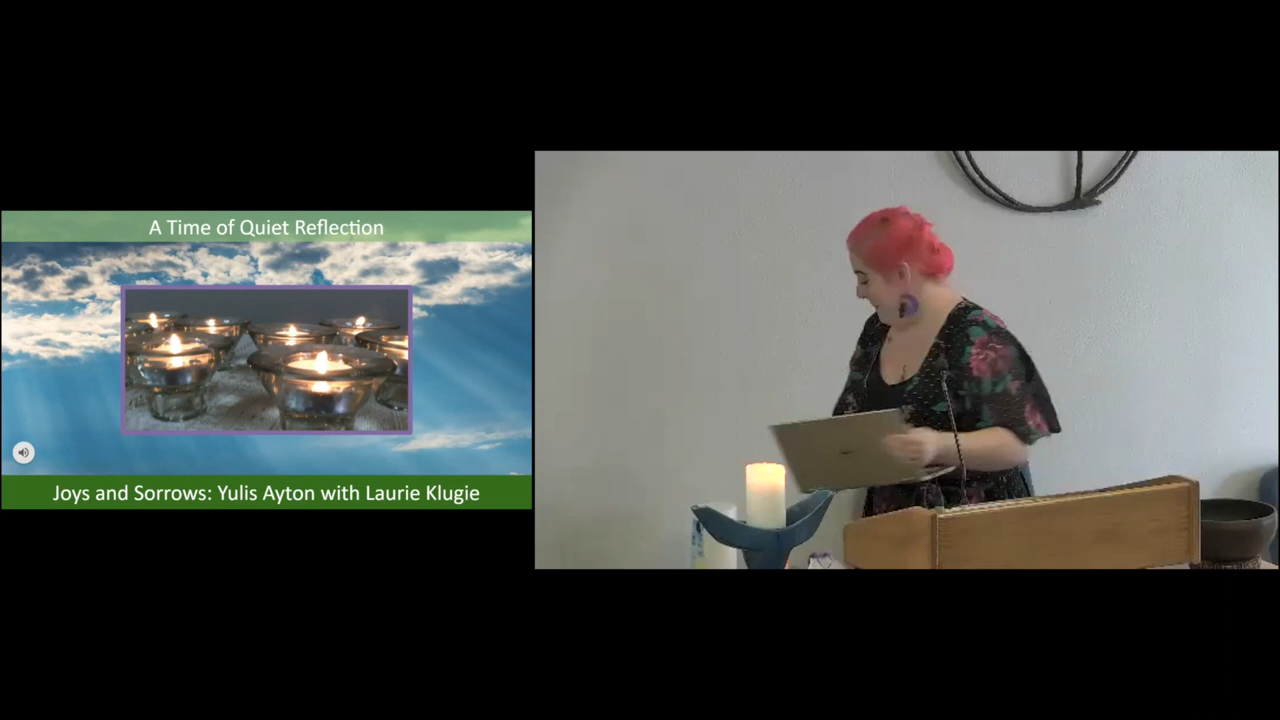 A Time of Quiet Reflection
Joys and Sorrows: Yulis Ayton with Laurie Klugie